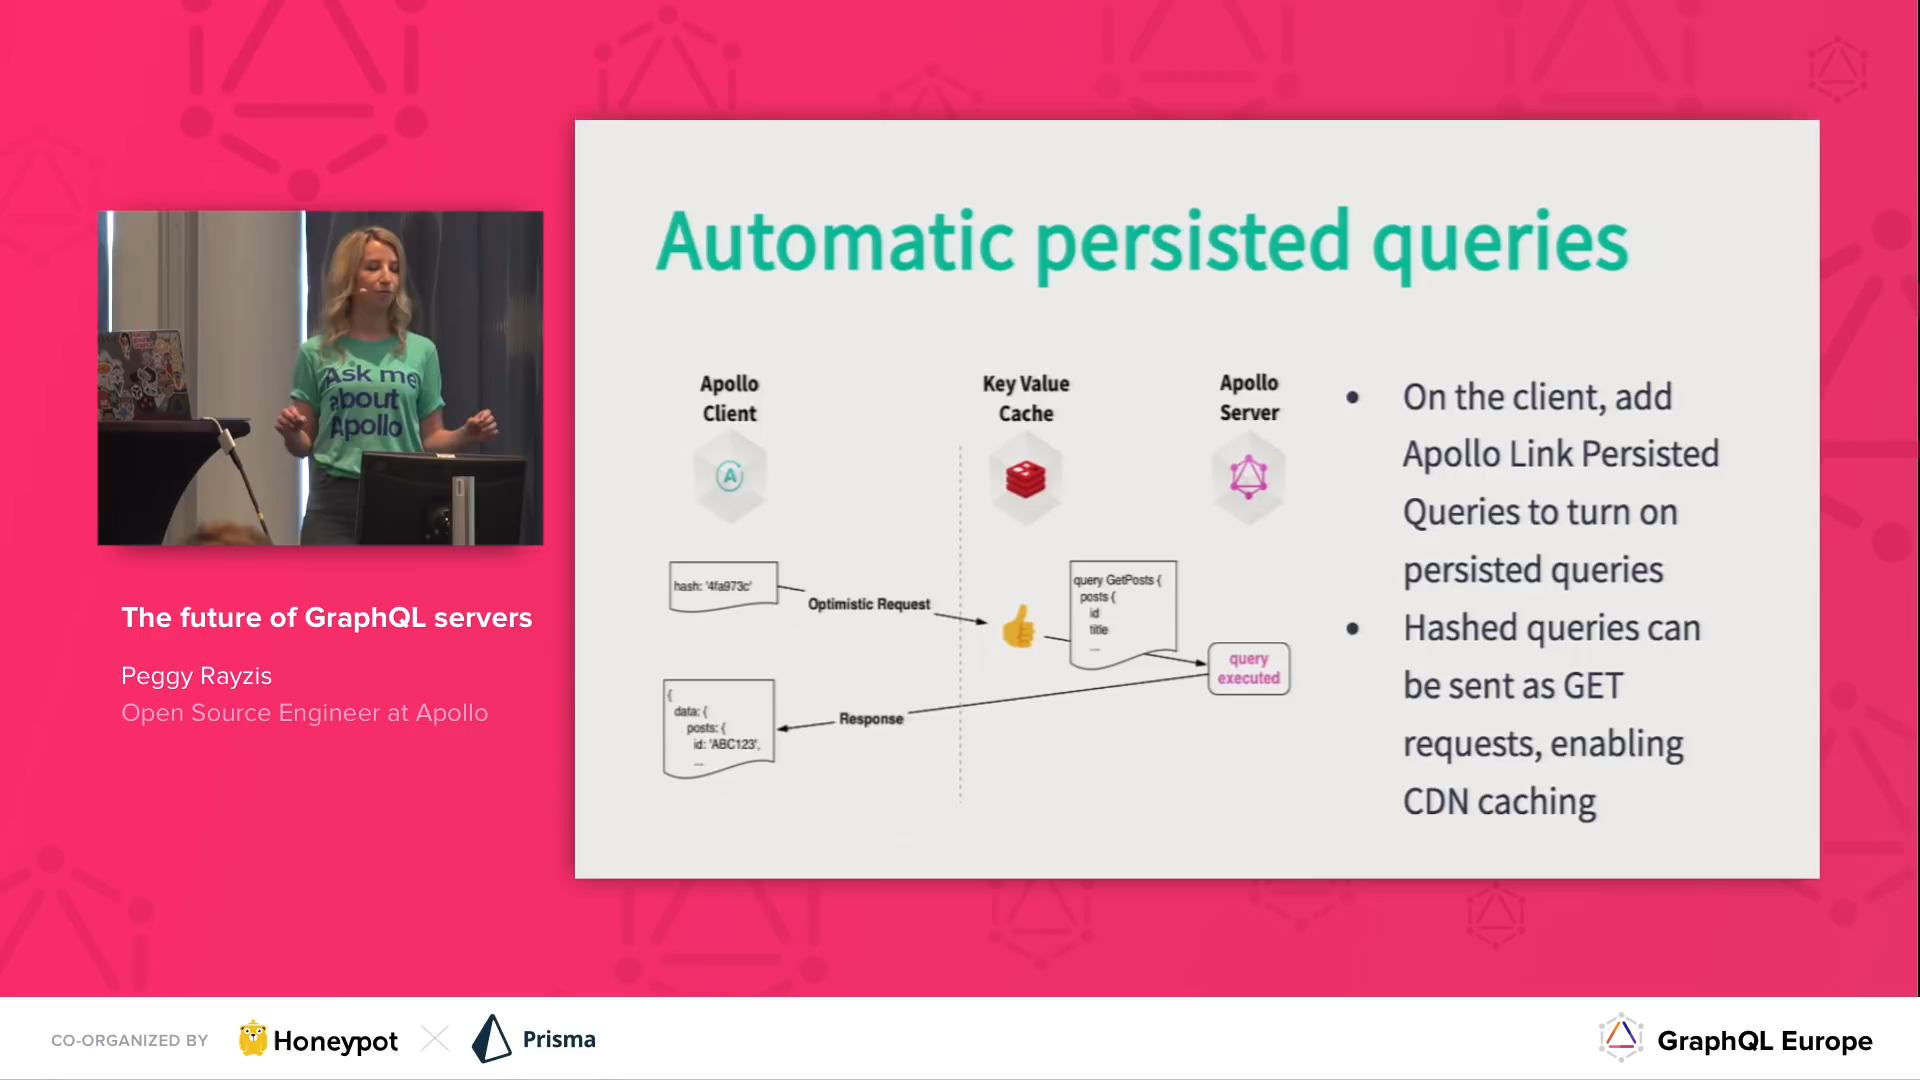 Automatic persisted queries
Apollo
Client
Key Value
Cache
Apollo
Server
hash: '4fa973c'
Optimistic Request
query GetPosts {
posts {
id
title
...
query
executed
{
data: {
posts: {
id: 'ABC123',
...
Response
• On the client, add
Apollo Link Persisted
Queries to turn on
persisted queries
• Hashed queries can
be sent as GET
requests, enabling
CDN caching
Ask me
about
Apollo
The future of GraphQL servers
Peggy Rayzis
Open Source Engineer at Apollo
CO-ORGANIZED BY
Honeypot
Prisma
GraphQL Europe